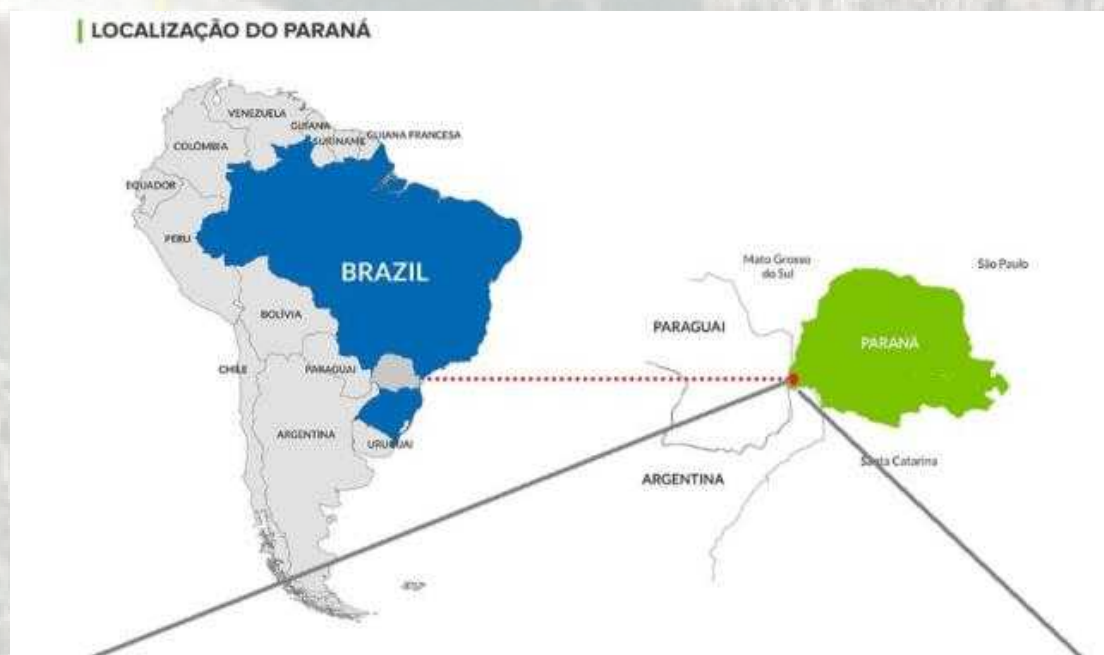 LOCALIZAÇÃO DO PARANÁ
VENEZUELA
GUIANA
SURINAME
GUIANA FRANCESA
COLÔMBIA
EQUADOR
PERU
BRAZIL
BOLÍVIA
CHILE
PARAGUAI
ARGENTINA
URUGUAI
Mato Grosso
do Sul
São Paulo
PARAGUAI
PARANÁ
Santa Catarina
ARGENTINA